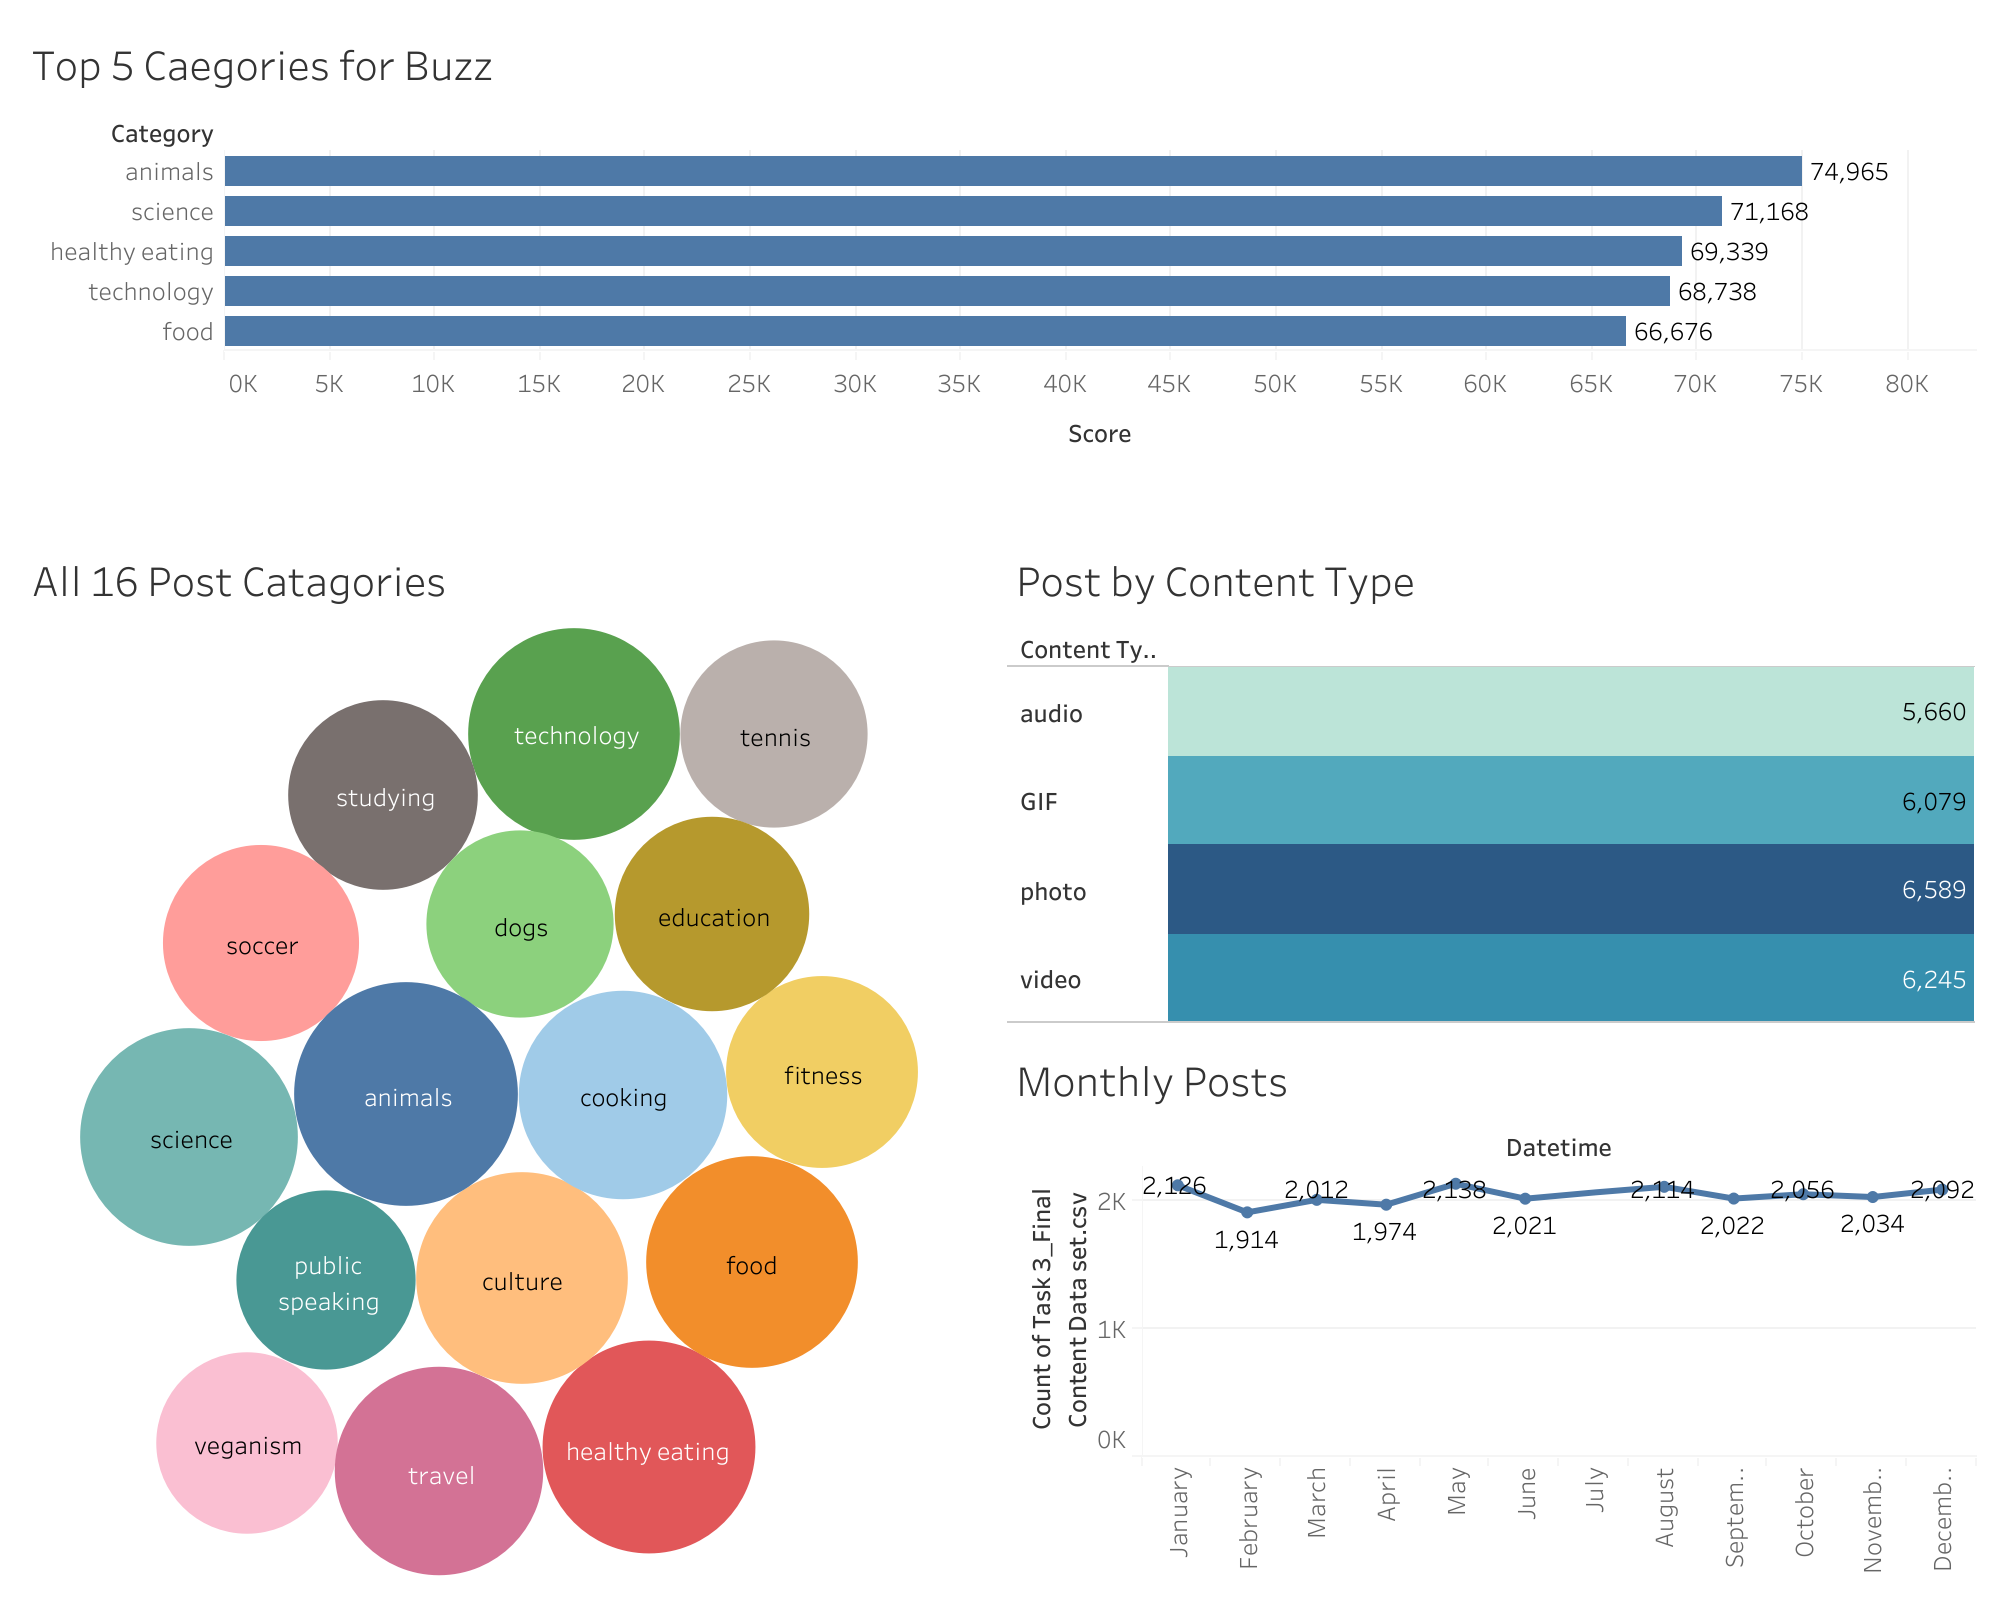 Top 5 Caegories for Buzz
Category
animals
74,965
science
71,168
healthy eating
69,339
technology
68,738
food
66,676
0K 5K 10K 15K 20K 25K 30K 35K 40K 45K 50K 55K 60K 65K 70K 75K 80K
Score
All 16 Post Catagories
technology
tennis
studying
dogs
education
soccer
animals
cooking
fitness
science
public
speaking
culture
food
veganism
travel
healthy eating
Post by Content Type
Content Ty..
audio
5,660
GIF
6,079
photo
6,589
video
6,245
Monthly Posts
Datetime
Count of Task 3_Final
Content Data set.csv
2K
1K
0K
2,126
1,914
2,012
1,974
2,138
2,021
2,114
2,022
2,056
2,034
2,092
January
February
March
April
May
June
July
August
Septem..
October
Novemb..
Decemb..